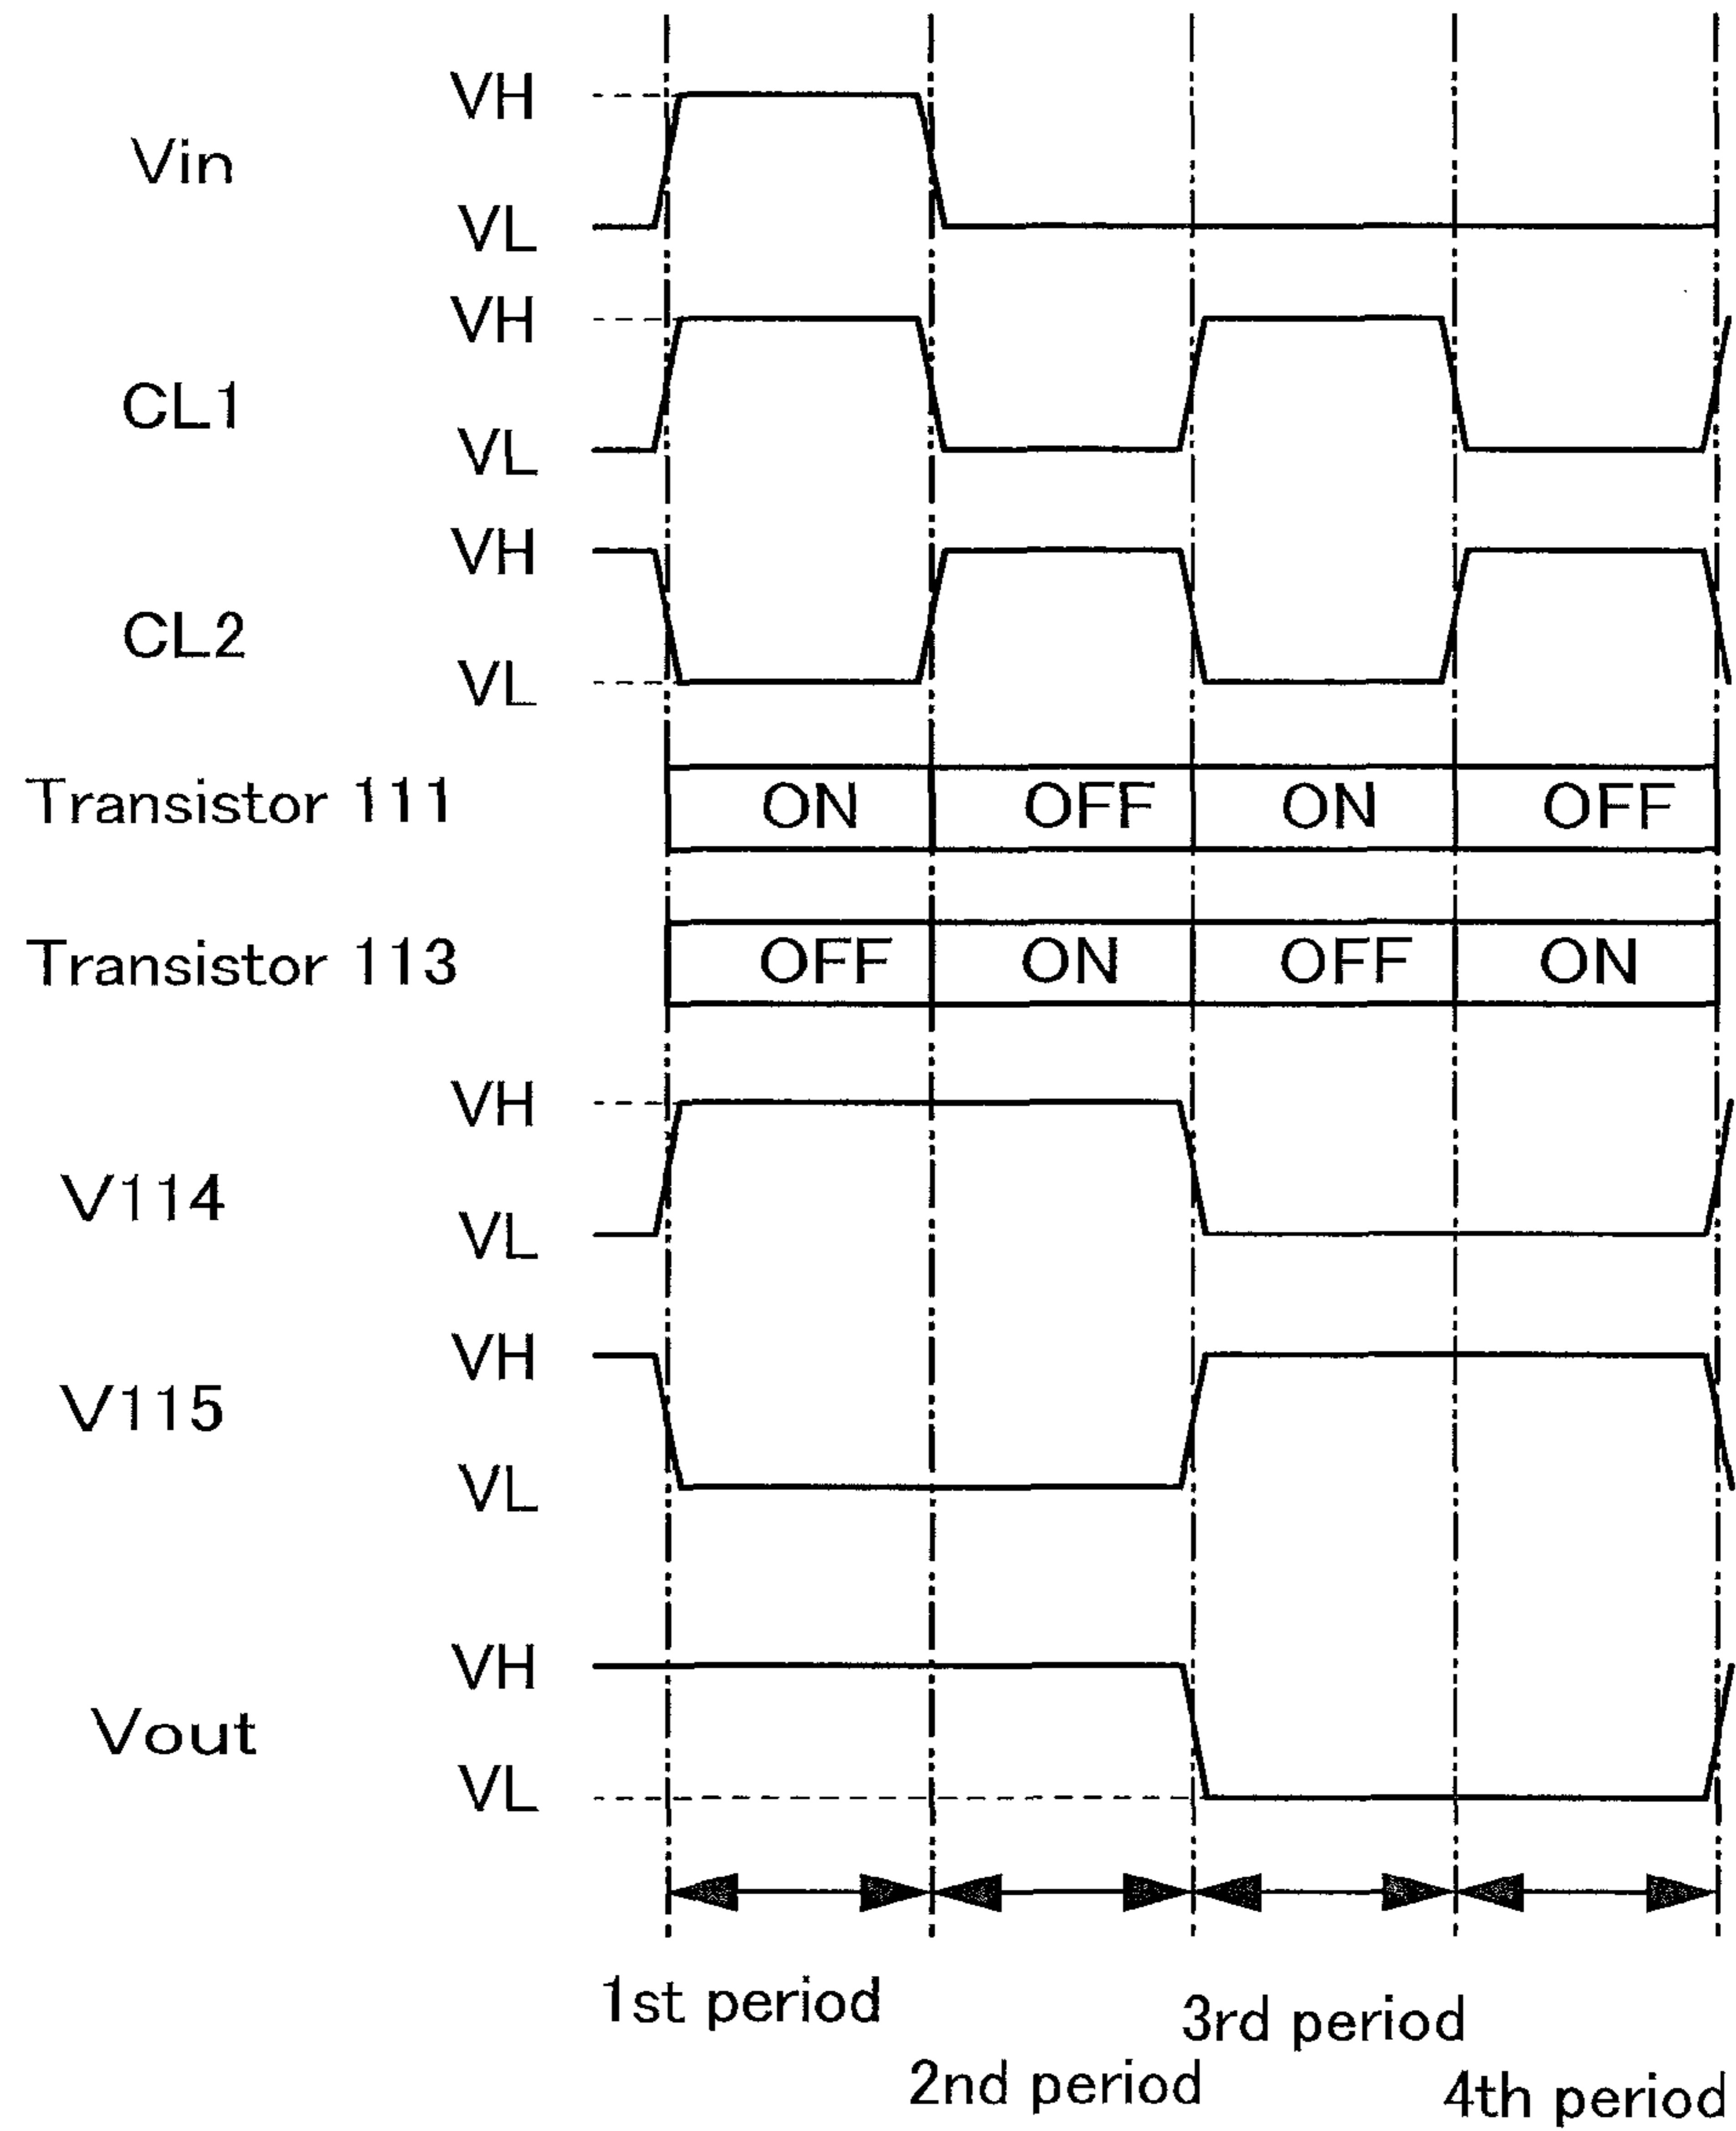 VH
Vin
VL
VH
CL1
VL
VH
CL2
VL
Transistor 111 ON OFF ON OFF
Transistor 113 OFF ON OFF ON
VH
V114
VL
VH
V115
VL
VH
Vout
VL
1st period
3rd period
2nd period
4th period